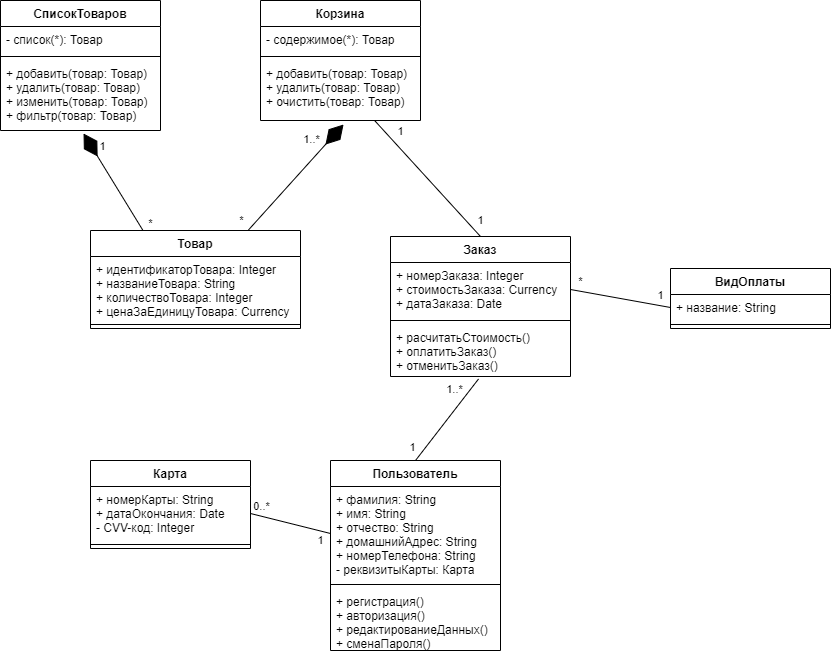 СписокТоваров
- список(*): Товар
+ добавить(товар: Товар)
+ удалить(товар: Товар)
+ изменить(товар: Товар)
+ фильтр(товар: Товар)
Корзина
- содержимое(*): Товар
+ добавить(товар: Товар)
+ удалить(товар: Товар)
+ очистить(товар: Товар)
1
1..*
1
*
*
1
Товар
+ идентификаторТовара: Integer
+ названиеТовара: String
+ количествоТовара: Integer
+ ценаЗаЕдиницуТовара: Currency
Заказ
+ номерЗаказа: Integer
+ стоимостьЗаказа: Currency
+ датаЗаказа: Date
+ расчитатьСтоимость()
+ оплатитьЗаказ()
+ отменитьЗаказ()
*
1
ВидОплаты
+ название: String
1..*
1
Карта
+ номерКарты: String
+ датаОкончания: Date
- CVV-код: Integer
0..*
1
Пользователь
+ фамилия: String
+ имя: String
+ отчество: String
+ домашнийАдрес: String
+ номерТелефона: String
- реквизитыКарты: Карта
+ регистрация()
+ авторизация()
+ редактированиеДанных()
+ сменаПароля()